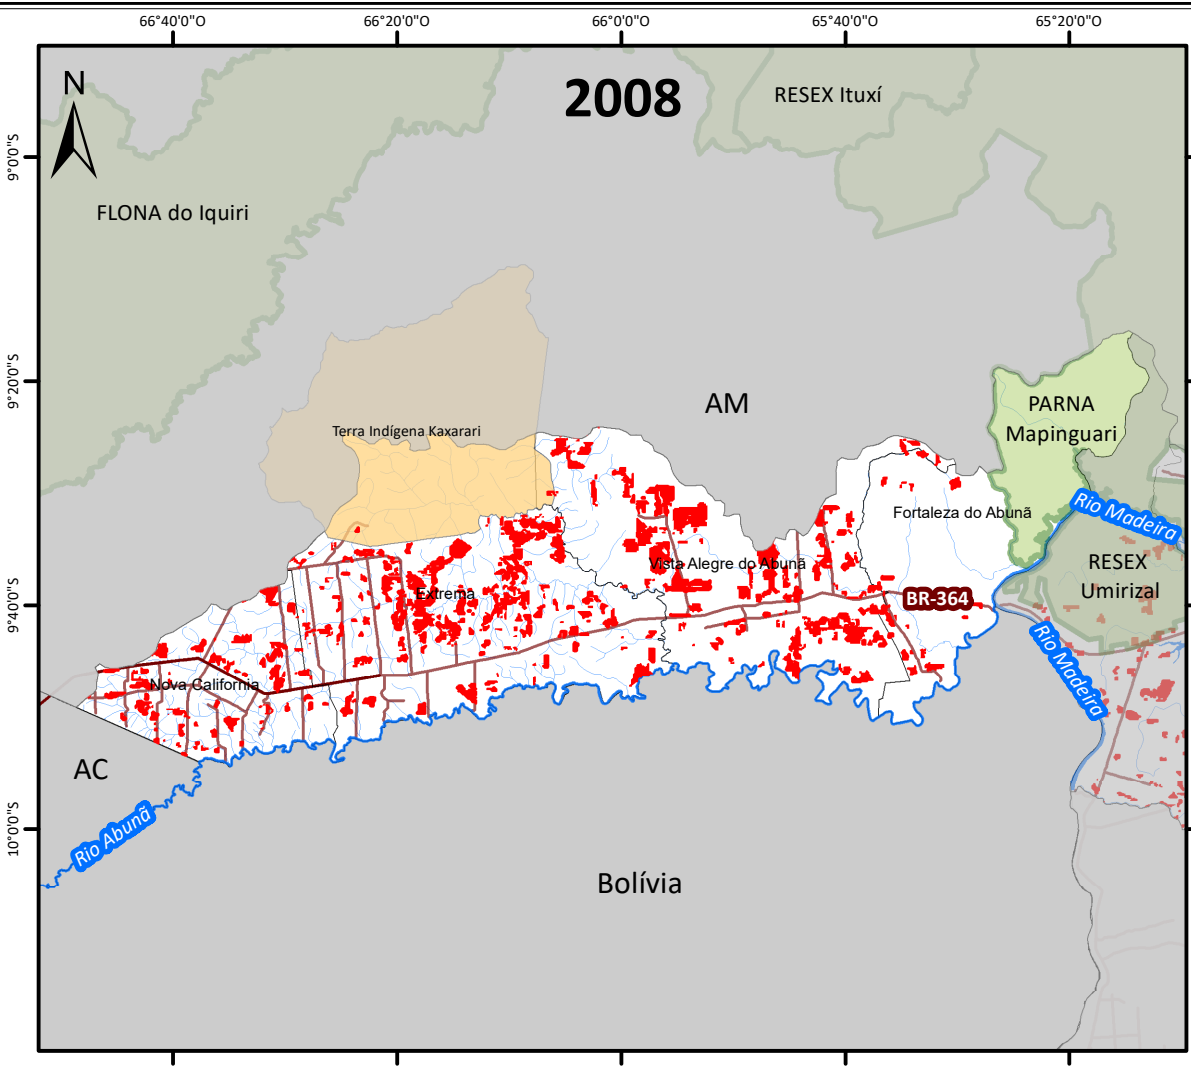 66°40'0"O
66°20'0"O
66°0'0"O
65°40'0"O
65°20'0"O
N
2008
RESEX Ituxí
9°0'0"S
FLONA do Iquiri
9°20'0"S
AM
PARNA
Mapinguari
Terra Indígena Kaxarari
Rio Madeira
Fortaleza do Abunã
Vista Alegre do Abunã
RESEX
Umirizal
Extrema
BR-364
9°40'0"S
Rio Madeira
Nova California
AC
Rio Abunã
10°0'0"S
Bolívia